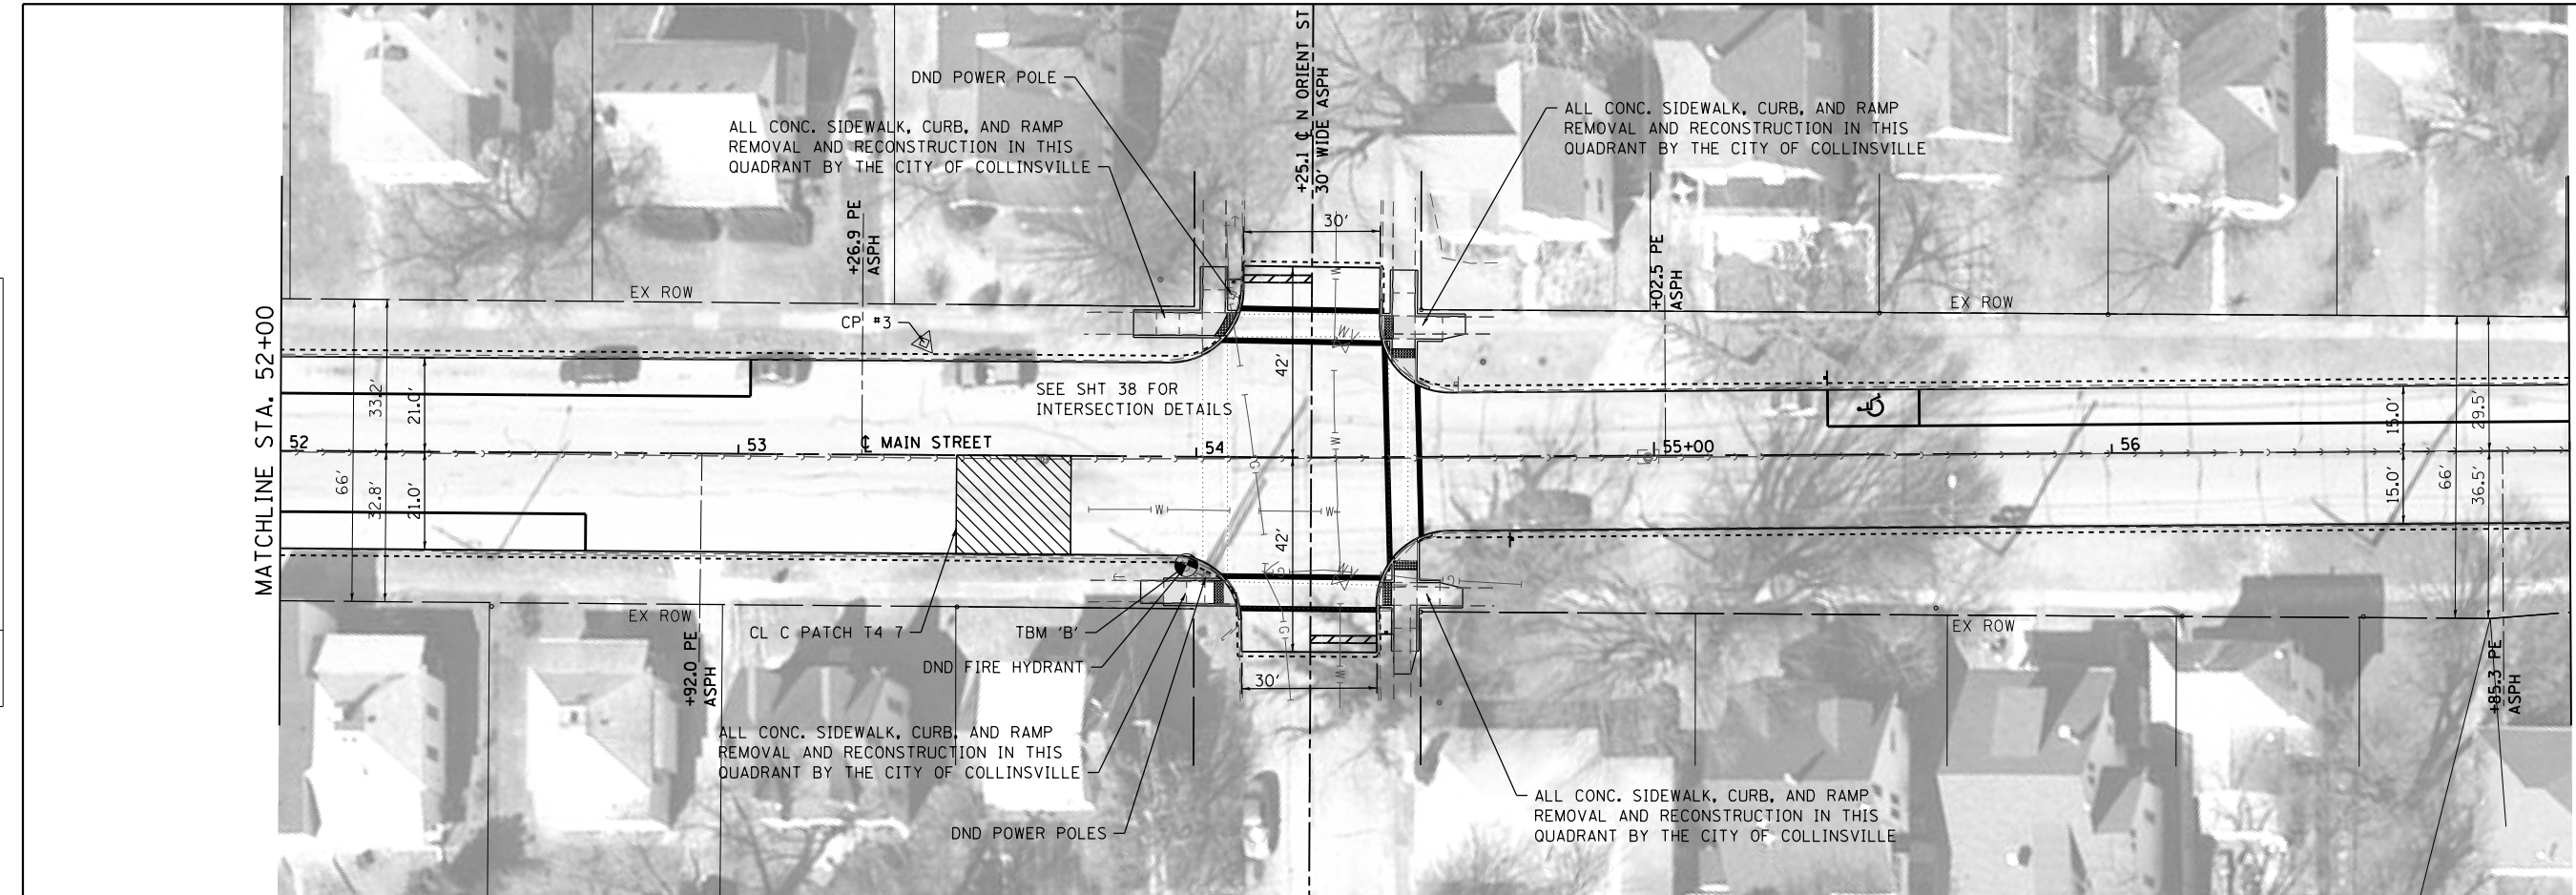 DND POWER POLE
ALL CONC. SIDEWALK, CURB, AND RAMP
REMOVAL AND RECONSTRUCTION IN THIS
QUADRANT BY THE CITY OF COLLINSVILLE
+25.1 ℄ N ORIENT ST
30' WIDE ASPH
ALL CONC. SIDEWALK, CURB, AND RAMP
REMOVAL AND RECONSTRUCTION IN THIS
QUADRANT BY THE CITY OF COLLINSVILLE
+26.9 PE
ASPH
30'
+02.5 PE
ASPH
EX ROW
EX ROW
CP #3
MATCHLINE STA. 52+00
33.2'
21.0'
42'
SEE SHT 38 FOR
INTERSECTION DETAILS
15.0'
29.5'
52
53
℄ MAIN STREET
54
55+00
56
66'
32.8'
21.0'
W
W
W
W
W
G
G
G
G
W
42'
15.0'
66'
36.5'
EX ROW
EX ROW
+92.0 PE
ASPH
CL C PATCH T4 7
TBM 'B'
DND FIRE HYDRANT
30'
+85.3 PE
ASPH
ALL CONC. SIDEWALK, CURB, AND RAMP
REMOVAL AND RECONSTRUCTION IN THIS
QUADRANT BY THE CITY OF COLLINSVILLE
DND POWER POLES
ALL CONC. SIDEWALK, CURB, AND RAMP
REMOVAL AND RECONSTRUCTION IN THIS
QUADRANT BY THE CITY OF COLLINSVILLE